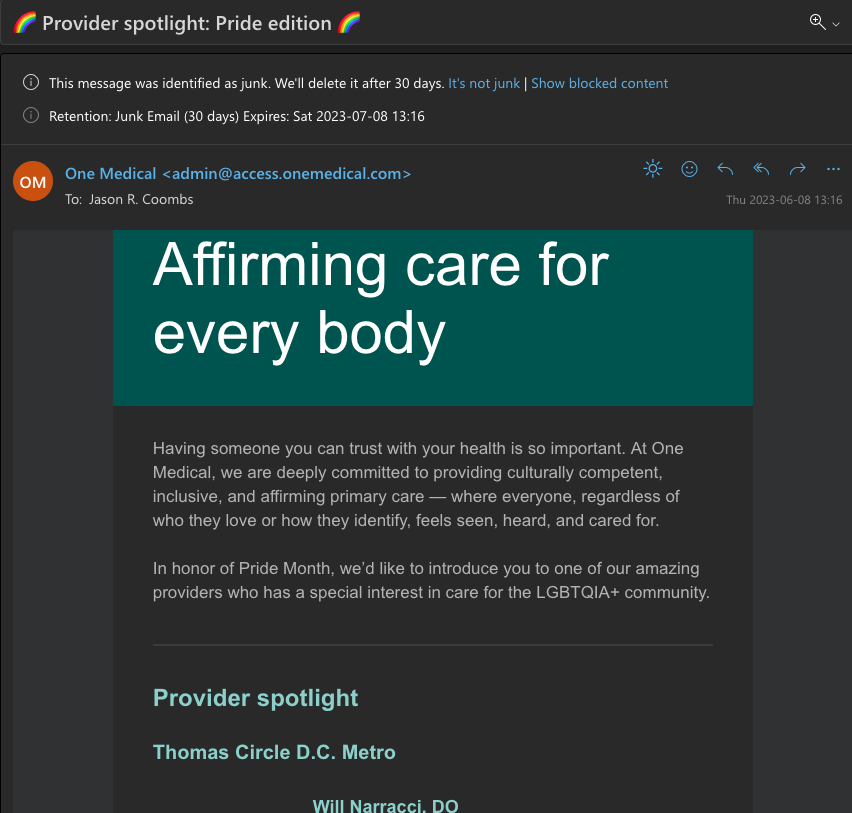 🌈 Provider spotlight: Pride edition 🌈
This message was identified as junk. We'll delete it after 30 days. It's not junk | Show blocked content
Retention: Junk Email (30 days) Expires: Sat 2023-07-08 13:16
OM
One Medical <admin@access.onemedical.com>
To: Jason R. Coombs
Thu 2023-06-08 13:16
Affirming care for
every body
Having someone you can trust with your health is so important. At One
Medical, we are deeply committed to providing culturally competent,
inclusive, and affirming primary care — where everyone, regardless of
who they love or how they identify, feels seen, heard, and cared for.
In honor of Pride Month, we’d like to introduce you to one of our amazing
providers who has a special interest in care for the LGBTQIA+ community.
Provider spotlight
Thomas Circle D.C. Metro
Will Narracci, DO